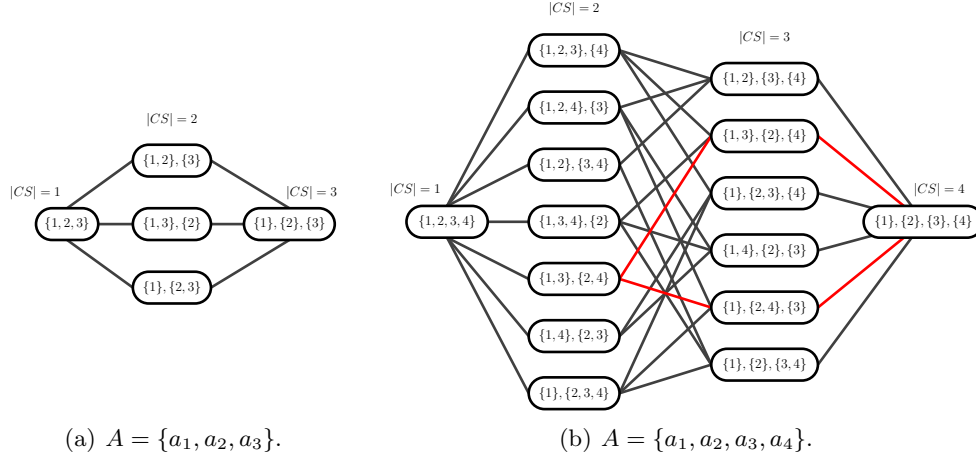 |CS| = 1
{1, 2, 3}
|CS| = 2
{1, 2}, {3}
{1, 3}, {2}
{1}, {2, 3}
|CS| = 3
{1}, {2}, {3}
(a) A = {a₁, a₂, a₃}.
|CS| = 1
{1, 2, 3, 4}
|CS| = 2
{1, 2, 3}, {4}
{1, 2, 4}, {3}
{1, 2}, {3, 4}
{1, 3, 4}, {2}
{1, 3}, {2, 4}
{1, 4}, {2, 3}
{1}, {2, 3, 4}
|CS| = 3
{1, 2}, {3}, {4}
{1, 3}, {2}, {4}
{1}, {2, 3}, {4}
{1, 4}, {2}, {3}
{1}, {2, 4}, {3}
{1}, {2}, {3, 4}
|CS| = 4
{1}, {2}, {3}, {4}
(b) A = {a₁, a₂, a₃, a₄}.